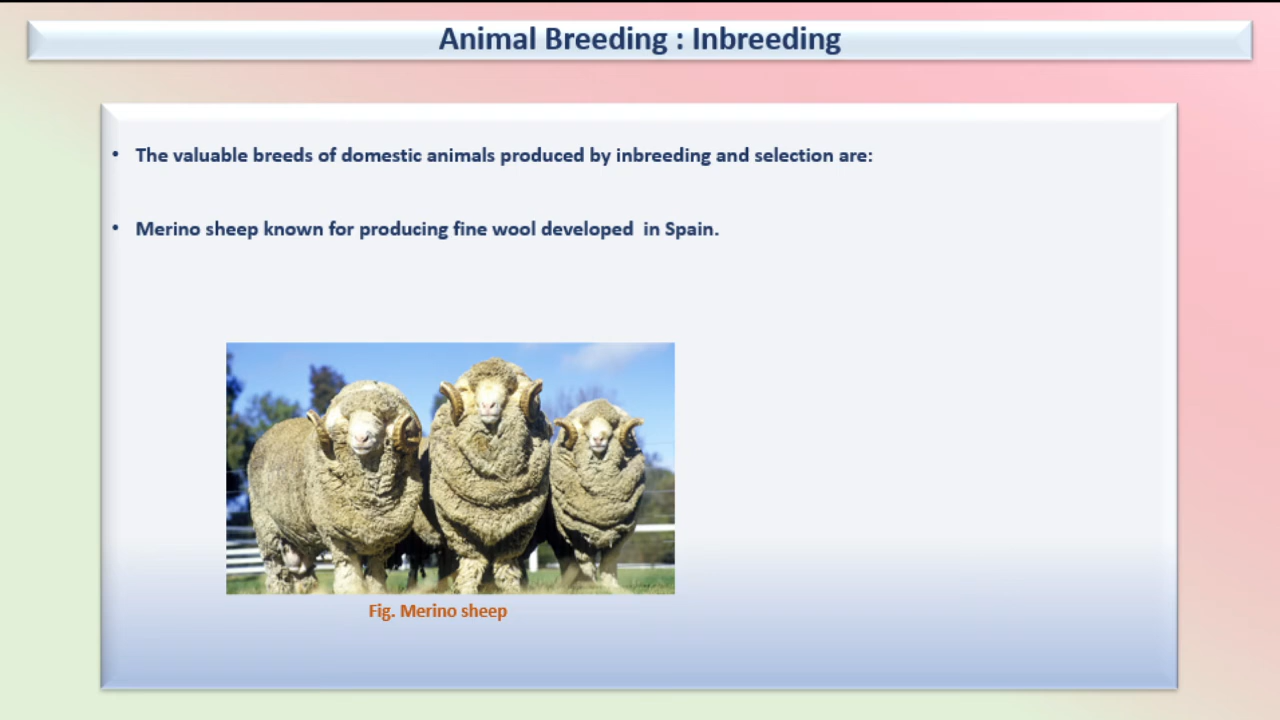 Animal Breeding : Inbreeding
• The valuable breeds of domestic animals produced by inbreeding and selection are:
• Merino sheep known for producing fine wool developed  in Spain.
Fig. Merino sheep